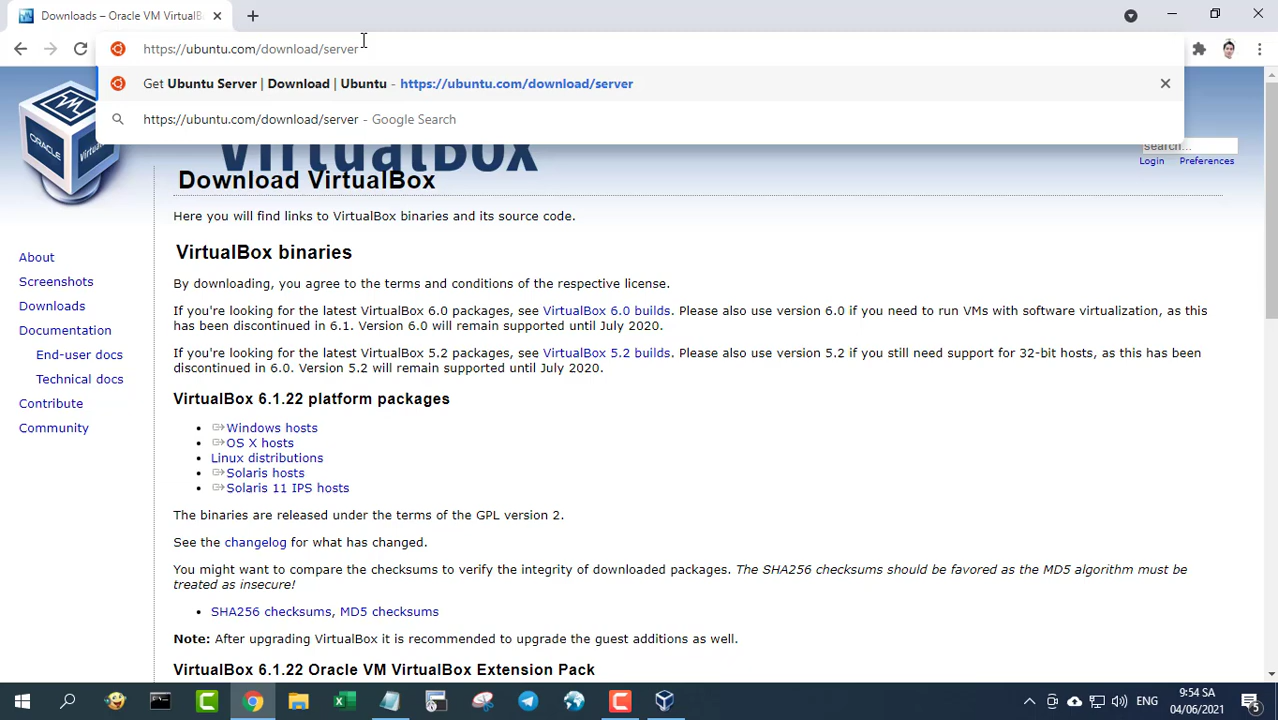 Downloads – Oracle VM VirtualB
https://ubuntu.com/download/server
Get Ubuntu Server | Download | Ubuntu - https://ubuntu.com/download/server
https://ubuntu.com/download/server - Google Search
ORACLE
VirtualBox
VirtualBox
search...
Login Preferences
About
Screenshots
Downloads
Documentation
End-user docs
Technical docs
Contribute
Community
Download VirtualBox
Here you will find links to VirtualBox binaries and its source code.
VirtualBox binaries
By downloading, you agree to the terms and conditions of the respective license.
If you're looking for the latest VirtualBox 6.0 packages, see VirtualBox 6.0 builds. Please also use version 6.0 if you need to run VMs with software virtualization, as this
has been discontinued in 6.1. Version 6.0 will remain supported until July 2020.
If you're looking for the latest VirtualBox 5.2 packages, see VirtualBox 5.2 builds. Please also use version 5.2 if you still need support for 32-bit hosts, as this has been
discontinued in 6.0. Version 5.2 will remain supported until July 2020.
VirtualBox 6.1.22 platform packages
Windows hosts
OS X hosts
Linux distributions
Solaris hosts
Solaris 11 IPS hosts
The binaries are released under the terms of the GPL version 2.
See the changelog for what has changed.
You might want to compare the checksums to verify the integrity of downloaded packages. The SHA256 checksums should be favored as the MD5 algorithm must be
treated as insecure!
SHA256 checksums, MD5 checksums
Note: After upgrading VirtualBox it is recommended to upgrade the guest additions as well.
VirtualBox 6.1.22 Oracle VM VirtualBox Extension Pack
ENG
9:54 SA
04/06/2021
5